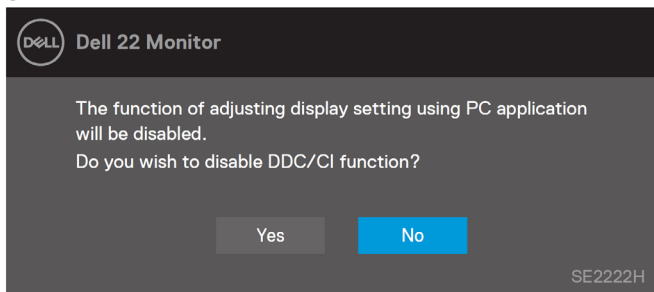 DELL
Dell 22 Monitor
The function of adjusting display setting using PC application
will be disabled.
Do you wish to disable DDC/CI function?
Yes
No
SE2222H